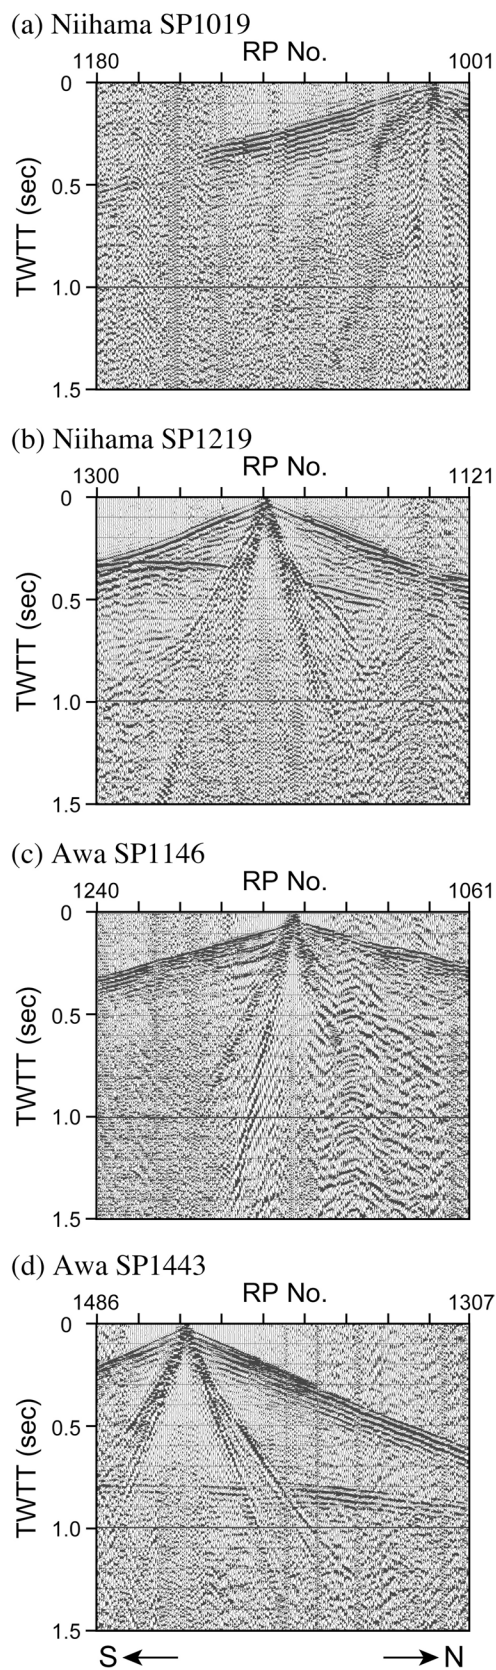 (a) Niihama SP1019
RP No.
1180 1001
0
0.5
1.0
1.5
TWTT (sec)
(b) Niihama SP1219
RP No.
1300 1121
0
0.5
1.0
1.5
TWTT (sec)
(c) Awa SP1146
RP No.
1240 1061
0
0.5
1.0
1.5
TWTT (sec)
(d) Awa SP1443
RP No.
1486 1307
0
0.5
1.0
1.5
TWTT (sec)
S N